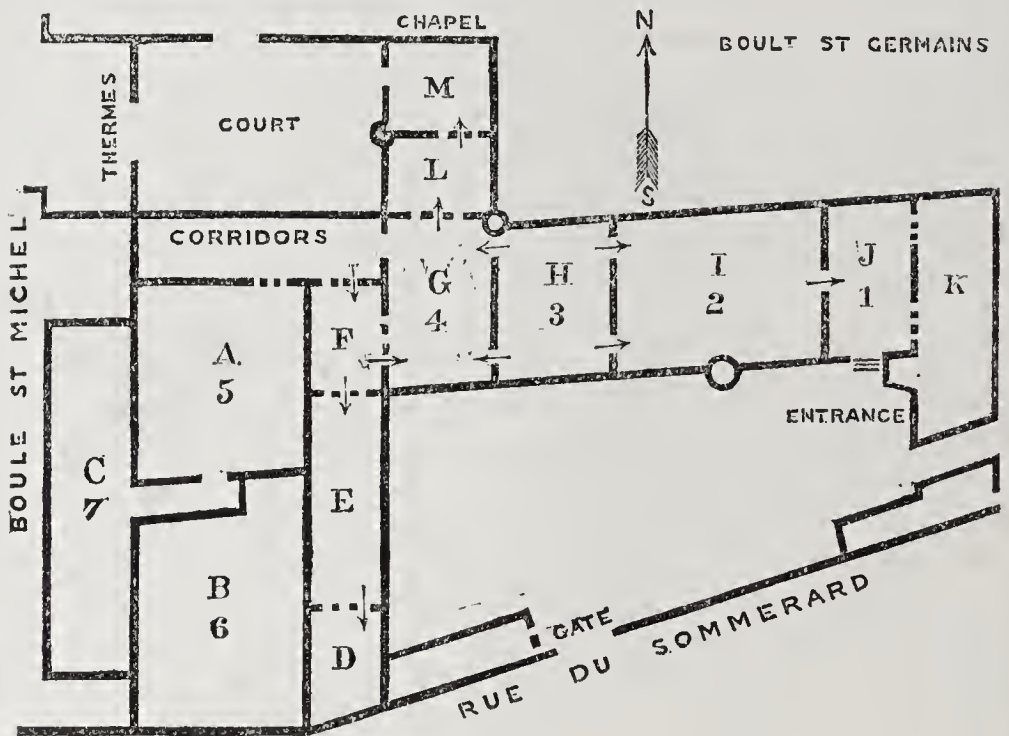 CHAPEL
N
BOULT ST GERMAINS
THERMES
COURT
M
L
S
CORRIDORS
BOULE ST MICHEL
G
4
H
3
I
2
J
1
K
A
5
F
ENTRANCE
C
7
E
B
6
D
GATE
RUE DU SOMMERARD